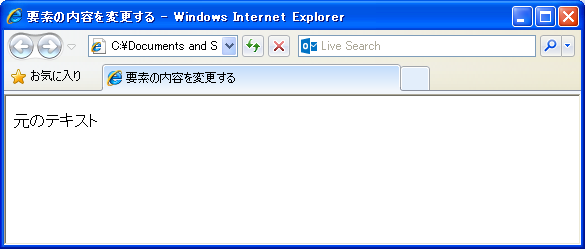 要素の内容を変更する - Windows Internet Explorer
C:¥Documents and S
Live Search
お気に入り
要素の内容を変更する
元のテキスト